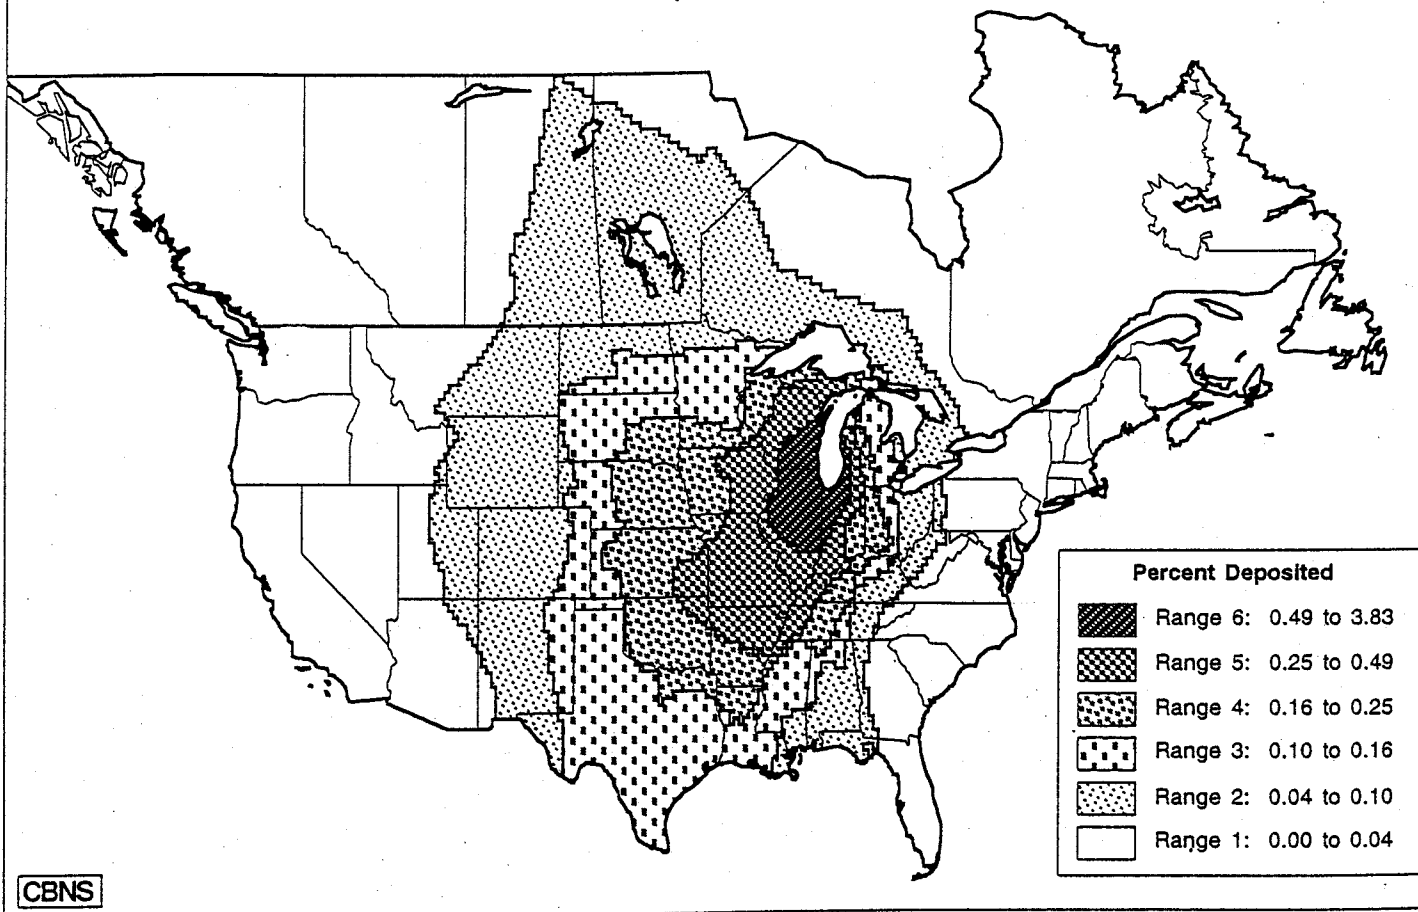 Percent Deposited
Range 6: 0.49 to 3.83
Range 5: 0.25 to 0.49
Range 4: 0.16 to 0.25
Range 3: 0.10 to 0.16
Range 2: 0.04 to 0.10
Range 1: 0.00 to 0.04
CBNS